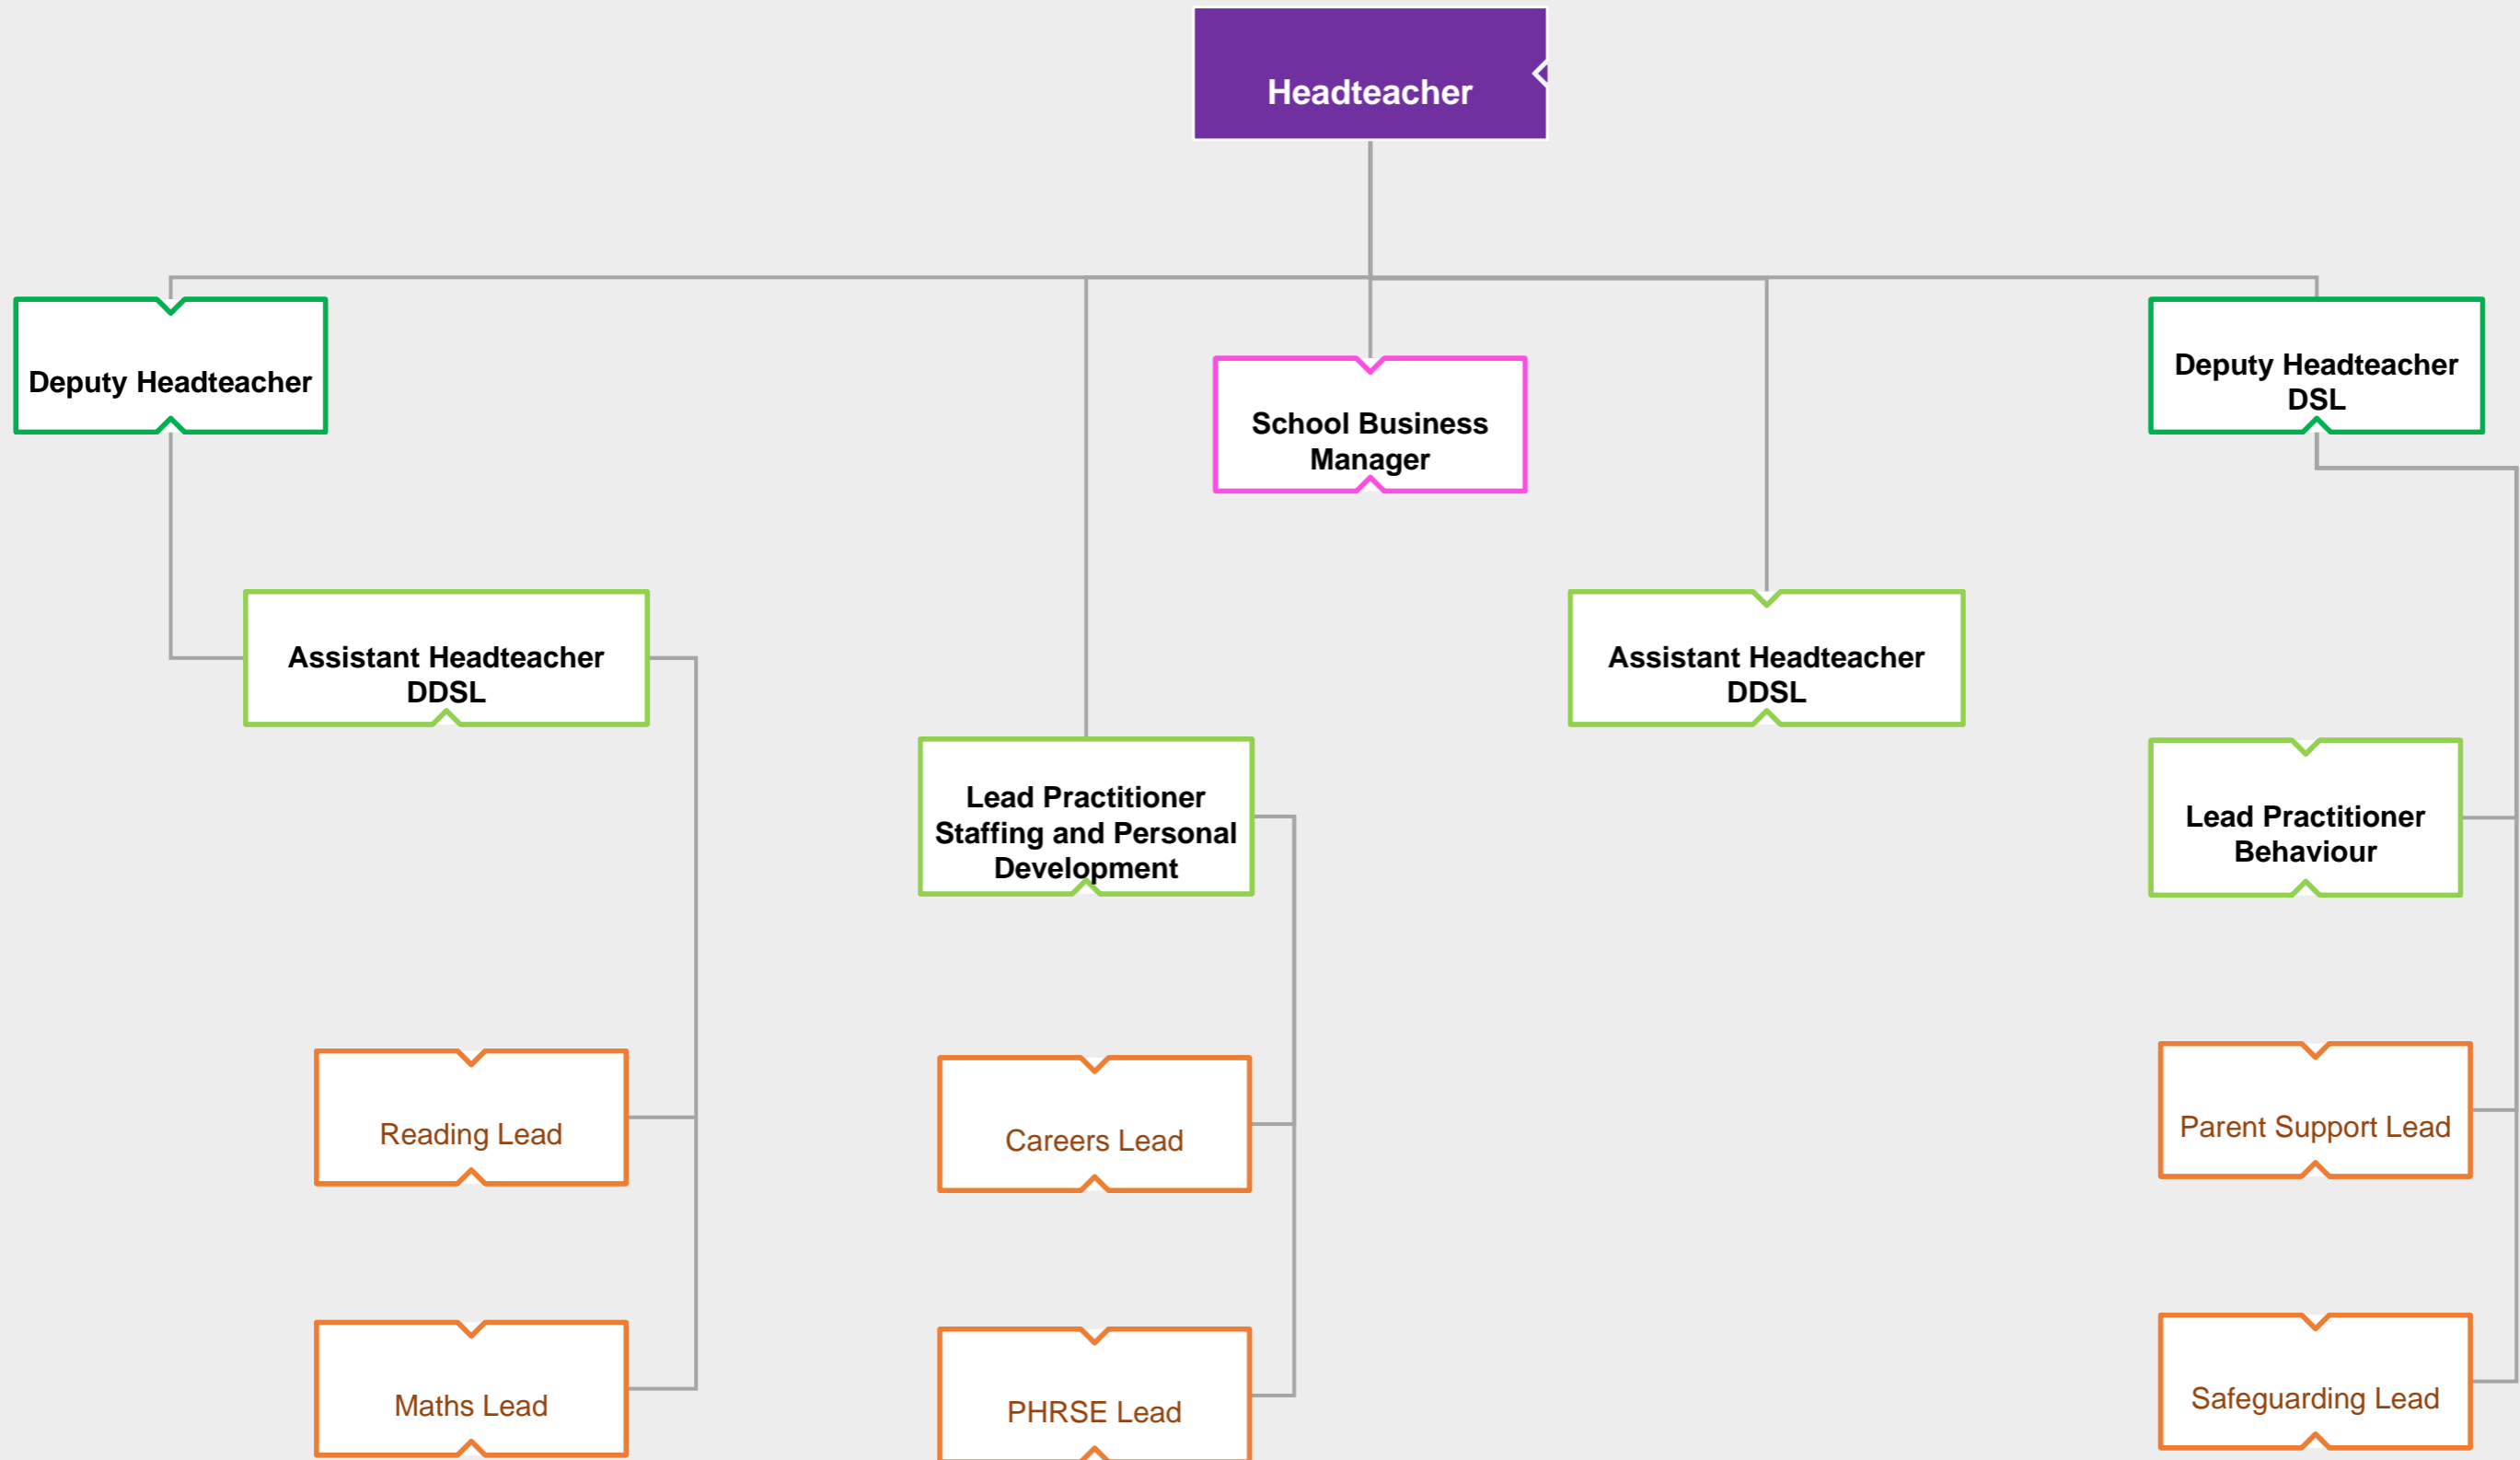 Headteacher
Deputy Headteacher
School Business
Manager
Deputy Headteacher
DSL
Assistant Headteacher
DDSL
Assistant Headteacher
DDSL
Lead Practitioner
Staffing and Personal
Development
Lead Practitioner
Behaviour
Reading Lead
Careers Lead
Parent Support Lead
Maths Lead
PHRSE Lead
Safeguarding Lead